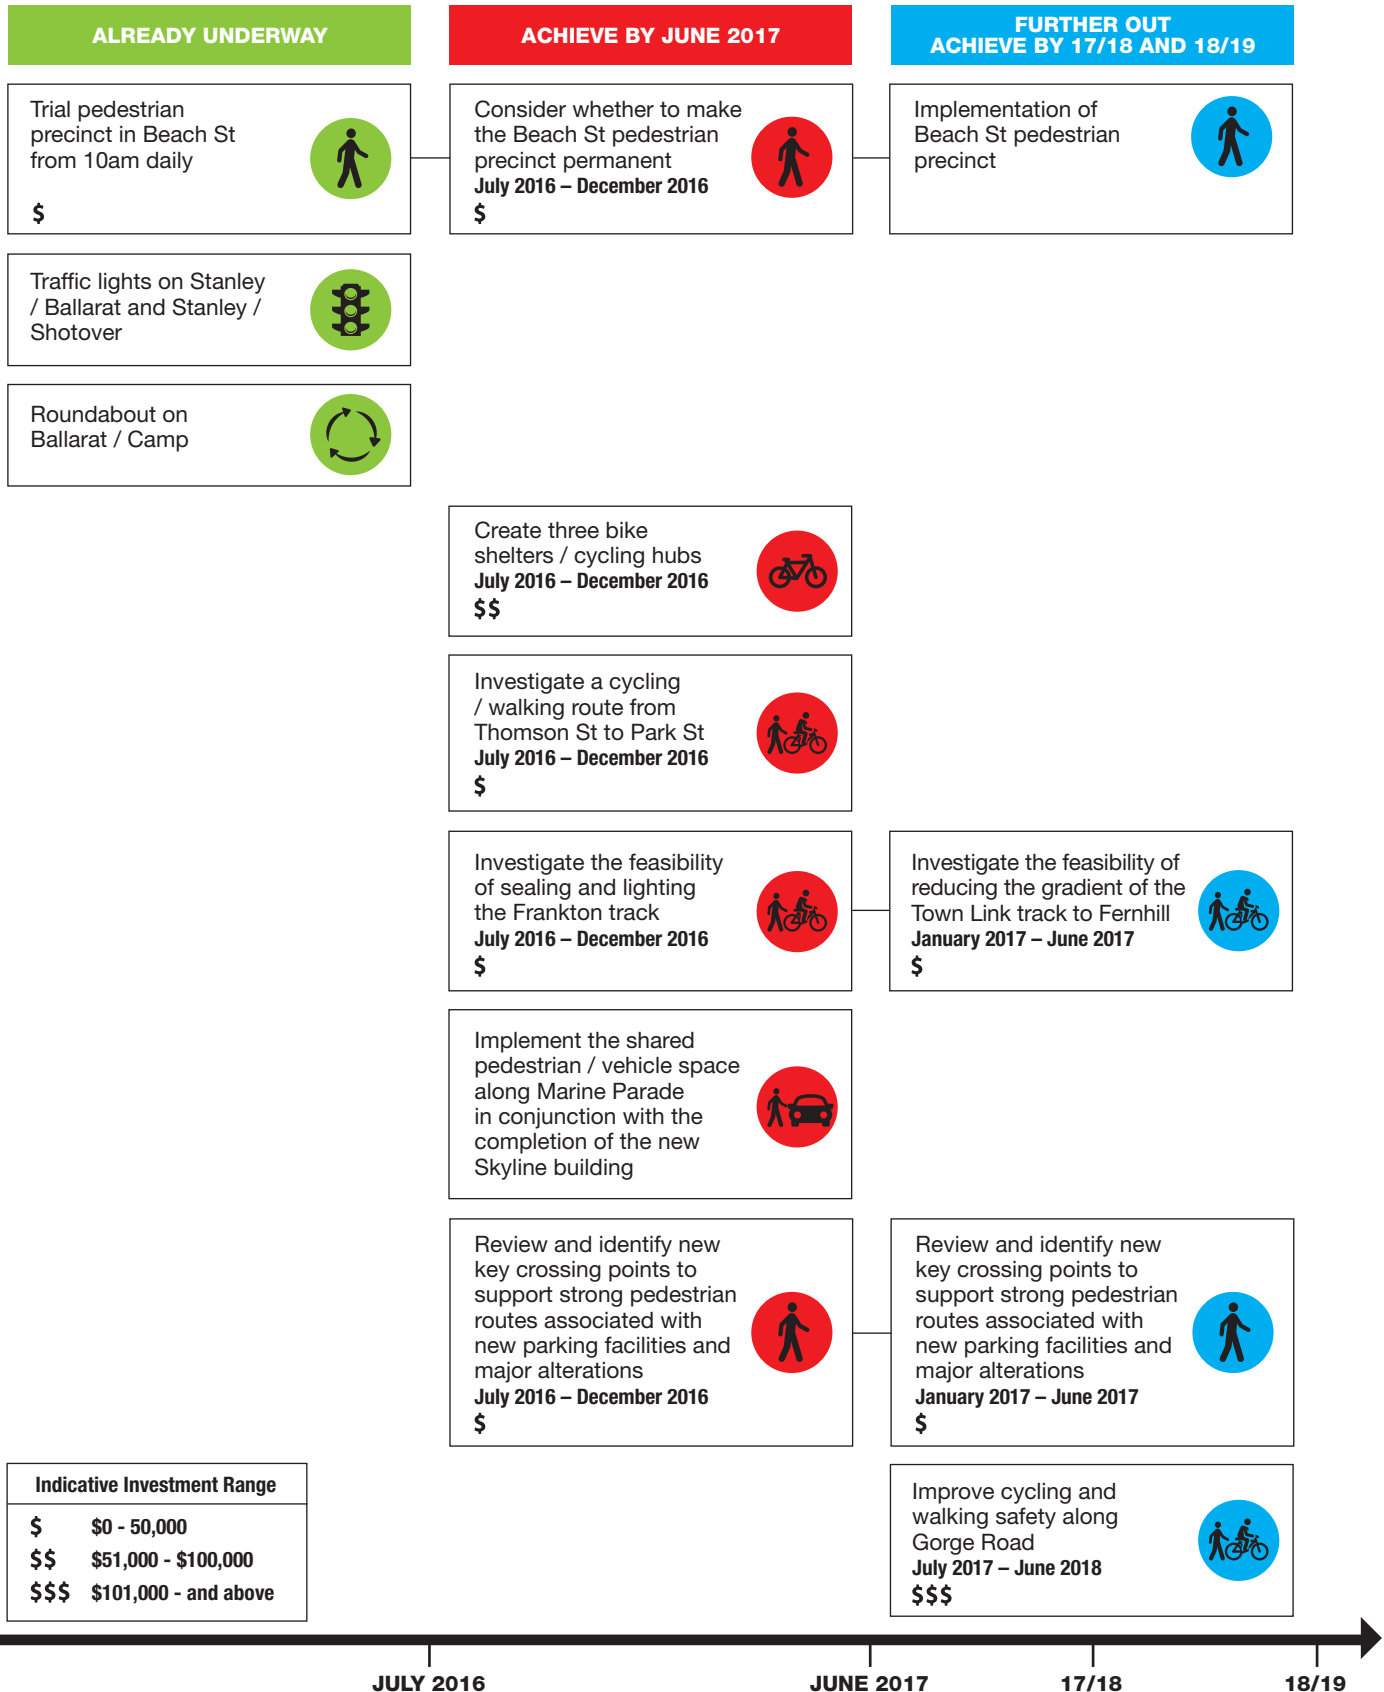 ALREADY UNDERWAY
ACHIEVE BY JUNE 2017
FURTHER OUT
ACHIEVE BY 17/18 AND 18/19
Trial pedestrian
precinct in Beach St
from 10am daily
$
Consider whether to make
the Beach St pedestrian
precinct permanent
July 2016 – December 2016
$
Implementation of
Beach St pedestrian
precinct
Traffic lights on Stanley
/ Ballarat and Stanley /
Shotover
Roundabout on
Ballarat / Camp
Create three bike
shelters / cycling hubs
July 2016 – December 2016
$$
Investigate a cycling
/ walking route from
Thomson St to Park St
July 2016 – December 2016
$
Investigate the feasibility
of sealing and lighting
the Frankton track
July 2016 – December 2016
$
Investigate the feasibility of
reducing the gradient of the
Town Link track to Fernhill
January 2017 – June 2017
$
Implement the shared
pedestrian / vehicle space
along Marine Parade
in conjunction with the
completion of the new
Skyline building
Review and identify new
key crossing points to
support strong pedestrian
routes associated with
new parking facilities and
major alterations
July 2016 – December 2016
$
Review and identify new
key crossing points to
support strong pedestrian
routes associated with
new parking facilities and
major alterations
January 2017 – June 2017
$
Improve cycling and
walking safety along
Gorge Road
July 2017 – June 2018
$$$
Indicative Investment Range
$ $0 - 50,000
$$ $51,000 - $100,000
$$$ $101,000 - and above
JULY 2016
JUNE 2017
17/18
18/19